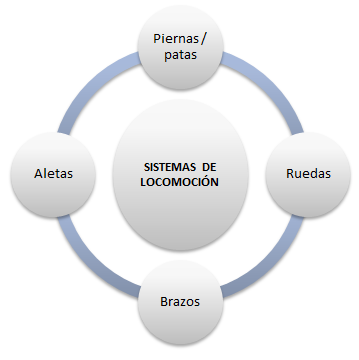 Piernas /
patas
Aletas
SISTEMAS DE
LOCOMOCIÓN
Ruedas
Brazos